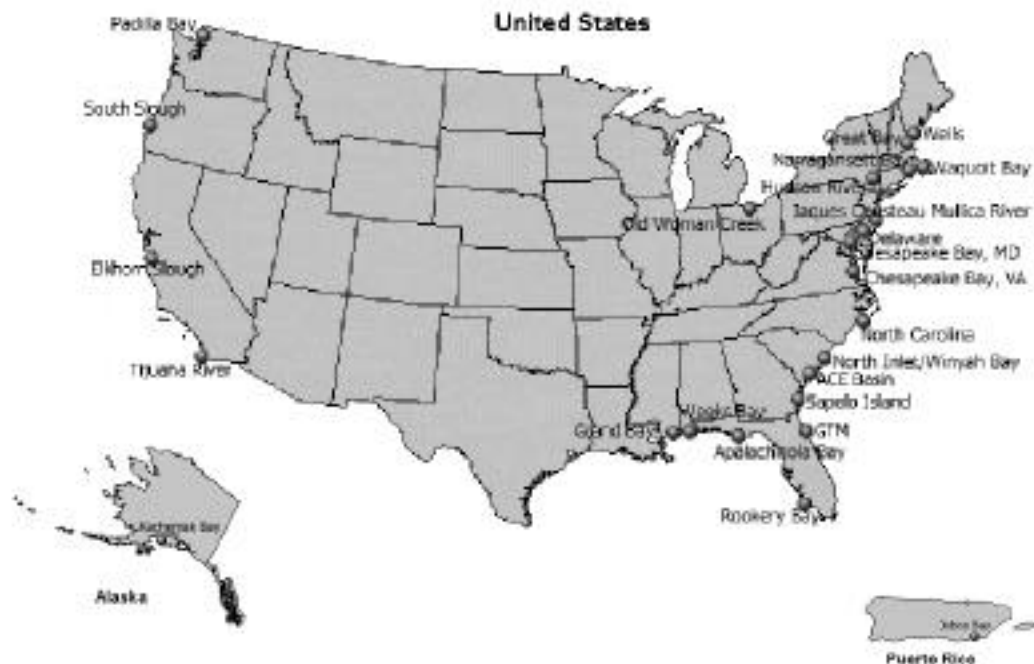 United States
Padilla Bay
South Slough
Great Bay
Wells
Narragansett
Waquoit Bay
Hudson River
Old Woman Creek
Jaques Cousteau Mullica River
Delaware
Chesapeake Bay, MD
Elkhorn Slough
Chesapeake Bay, VA
North Carolina
Tijuana River
North Inlet/Winyah Bay
ACE Basin
Sapelo Island
Weeks Bay
Grand Bay
GTM
Apalachicola Bay
Rookery Bay
Kachemak Bay
Alaska
Jobos Bay
Puerto Rico